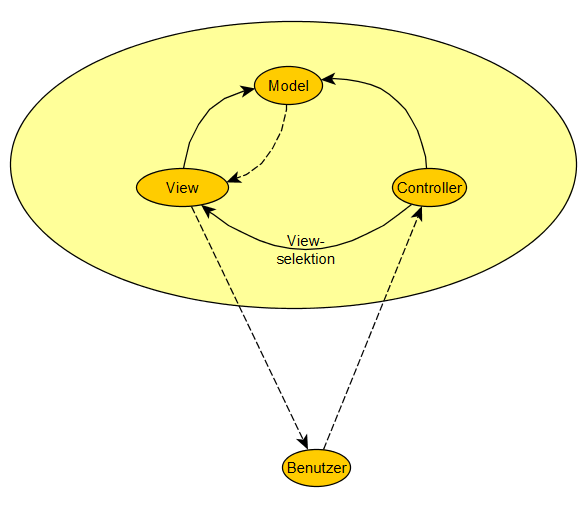 Model
View
Controller
View-
selektion
Benutzer